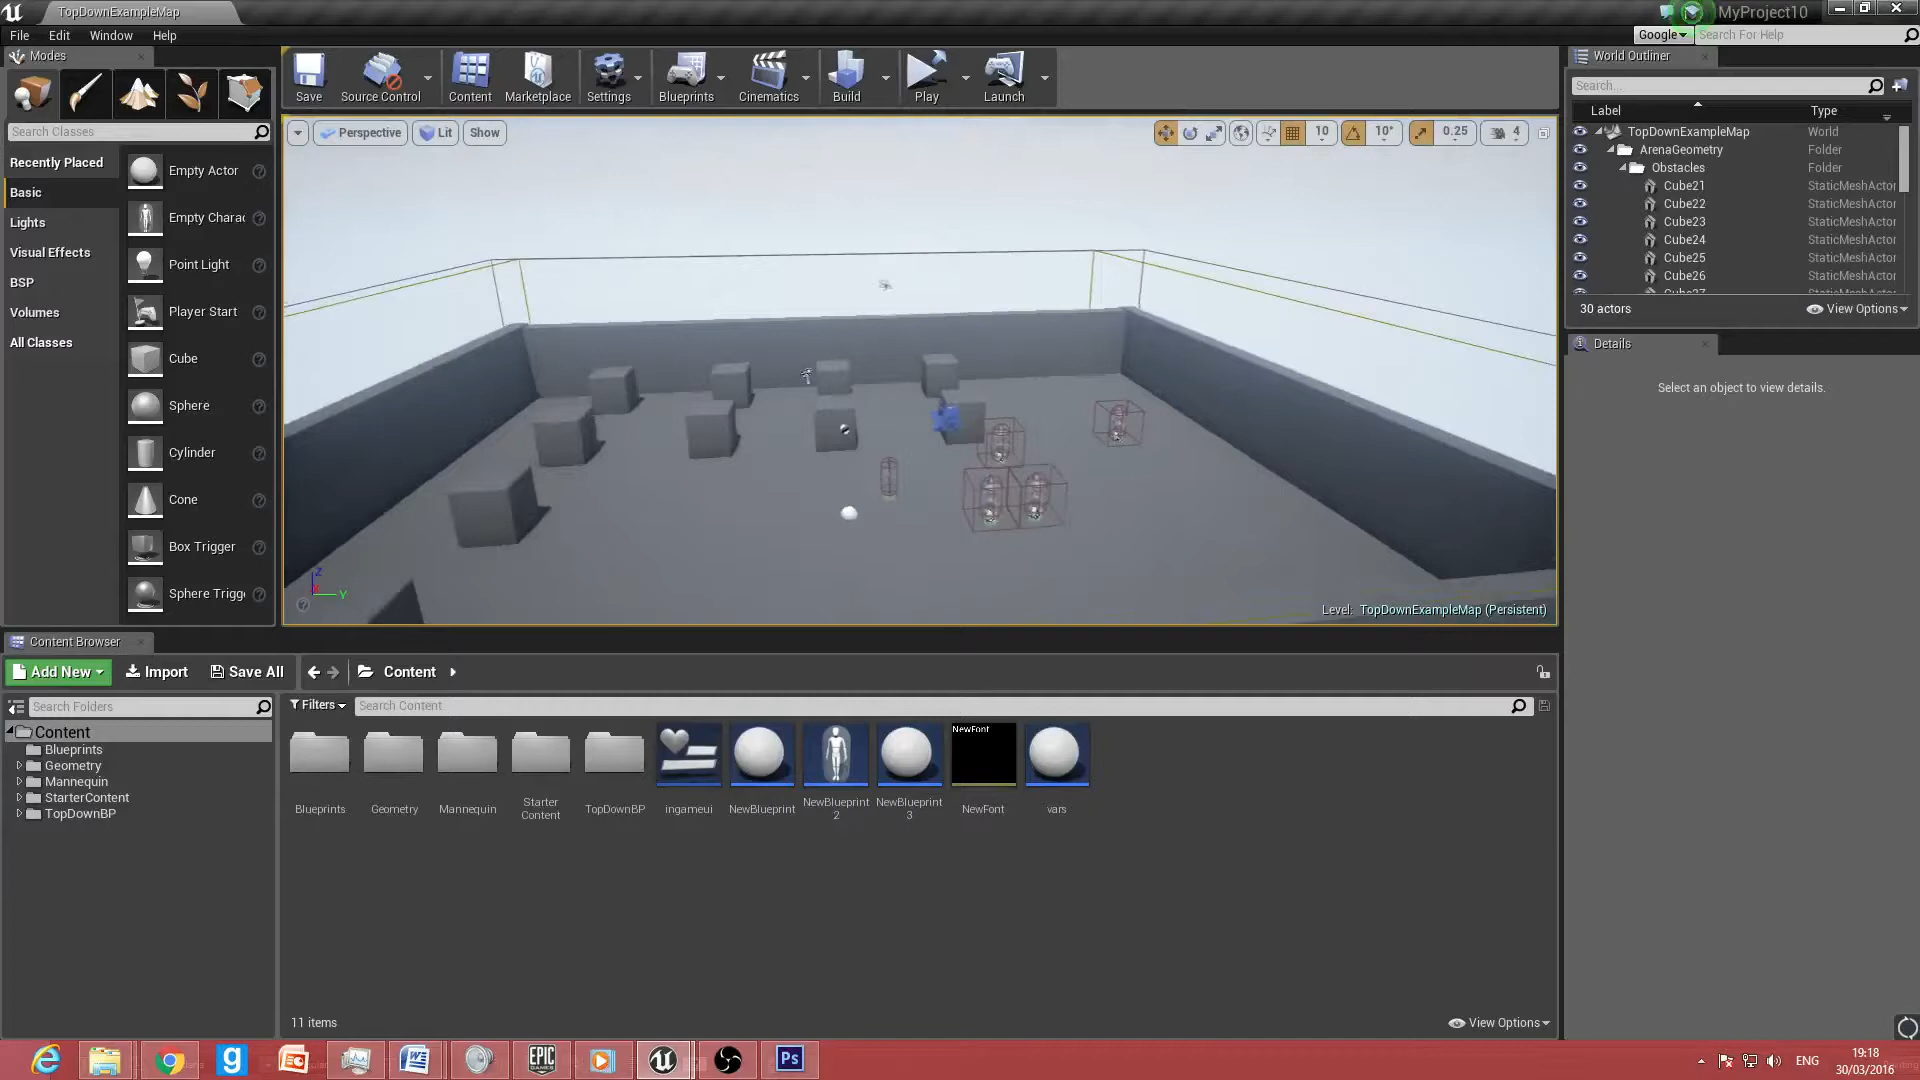 TopDownExampleMap
MyProject10
File Edit Window Help
Google
Search For Help
Modes
Search Classes
Recently Placed
Basic
Lights
Visual Effects
BSP
Volumes
All Classes
Empty Actor
Empty Charac
Point Light
Player Start
Cube
Sphere
Cylinder
Cone
Box Trigger
Sphere Trigge
Save
Source Control
Content
Marketplace
Settings
Blueprints
Cinematics
Build
Play
Launch
Perspective
Lit
Show
10
10°
0.25
4
Z
Y
Level: TopDownExampleMap (Persistent)
World Outliner
Search...
Label Type
TopDownExampleMap World
ArenaGeometry Folder
Obstacles Folder
Cube21 StaticMeshActor
Cube22 StaticMeshActor
Cube23 StaticMeshActor
Cube24 StaticMeshActor
Cube25 StaticMeshActor
Cube26 StaticMeshActor
30 actors
View Options
Details
Select an object to view details.
Content Browser
Add New
Import
Save All
Content
Search Folders
Content
Blueprints
Geometry
Mannequin
StarterContent
TopDownBP
Filters
Search Content
NewFont
Blueprints
Geometry
Mannequin
Starter
Content
TopDownBP
ingameui
NewBlueprint
NewBlueprint
2
NewBlueprint
3
NewFont
vars
11 items
View Options
EPIC
GAMES
Ps
ENG
19:18
30/03/2016